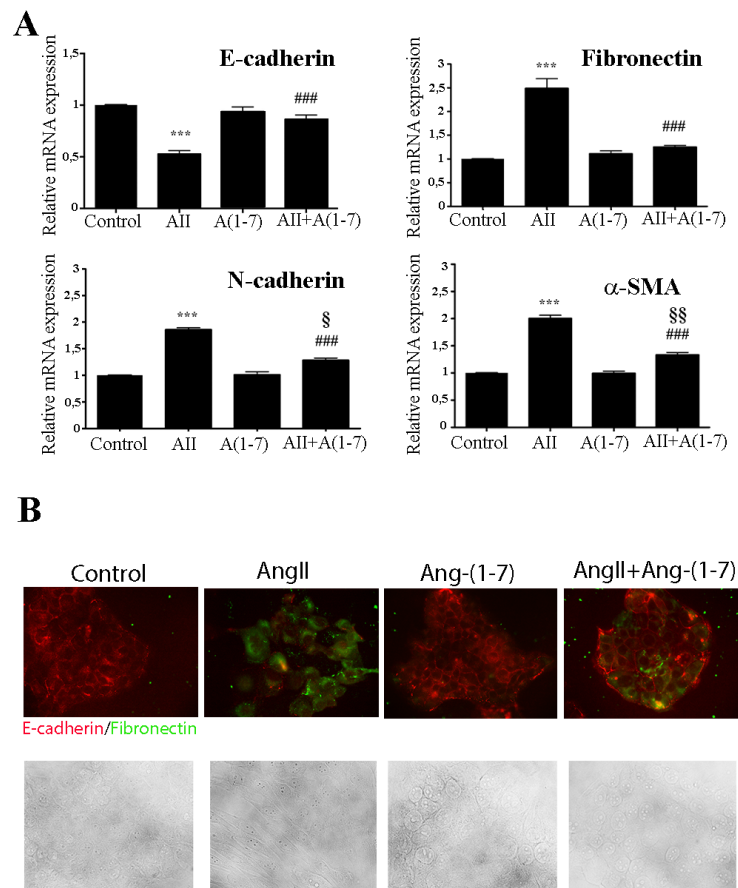 A
E-cadherin
Relative mRNA expression
1,5
1
0,5
0
***
###
Control AII A(1-7) AII+A(1-7)
Fibronectin
Relative mRNA expression
3
2,5
2
1,5
1
0,5
0
***
###
Control AII A(1-7) AII+A(1-7)
N-cadherin
Relative mRNA expression
3
2,5
2
1,5
1
0,5
0
***
§
###
Control AII A(1-7) AII+A(1-7)
α-SMA
Relative mRNA expression
3
2,5
2
1,5
1
0,5
0
***
§§
###
Control AII A(1-7) AII+A(1-7)
B
Control AngII Ang-(1-7) AngII+Ang-(1-7)
E-cadherin/Fibronectin